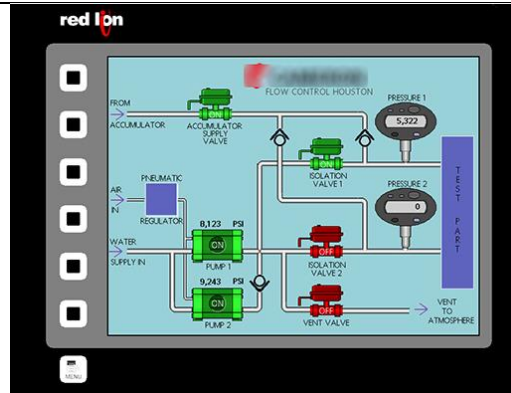 red lion
FLOW CONTROL HOUSTON
PRESSURE 1
5,322
FROM
ACCUMULATOR
ON
ACCUMULATOR
SUPPLY
VALVE
ON
ISOLATION
VALVE 1
PNEUMATIC
REGULATOR
PRESSURE 2
0
TEST
PART
AIR
IN
8,123 PSI
ON
PUMP 1
WATER
SUPPLY IN
OFF
ISOLATION
VALVE 2
9,243 PSI
ON
PUMP 2
OFF
VENT VALVE
VENT
TO
ATMOSPHERE
MENU